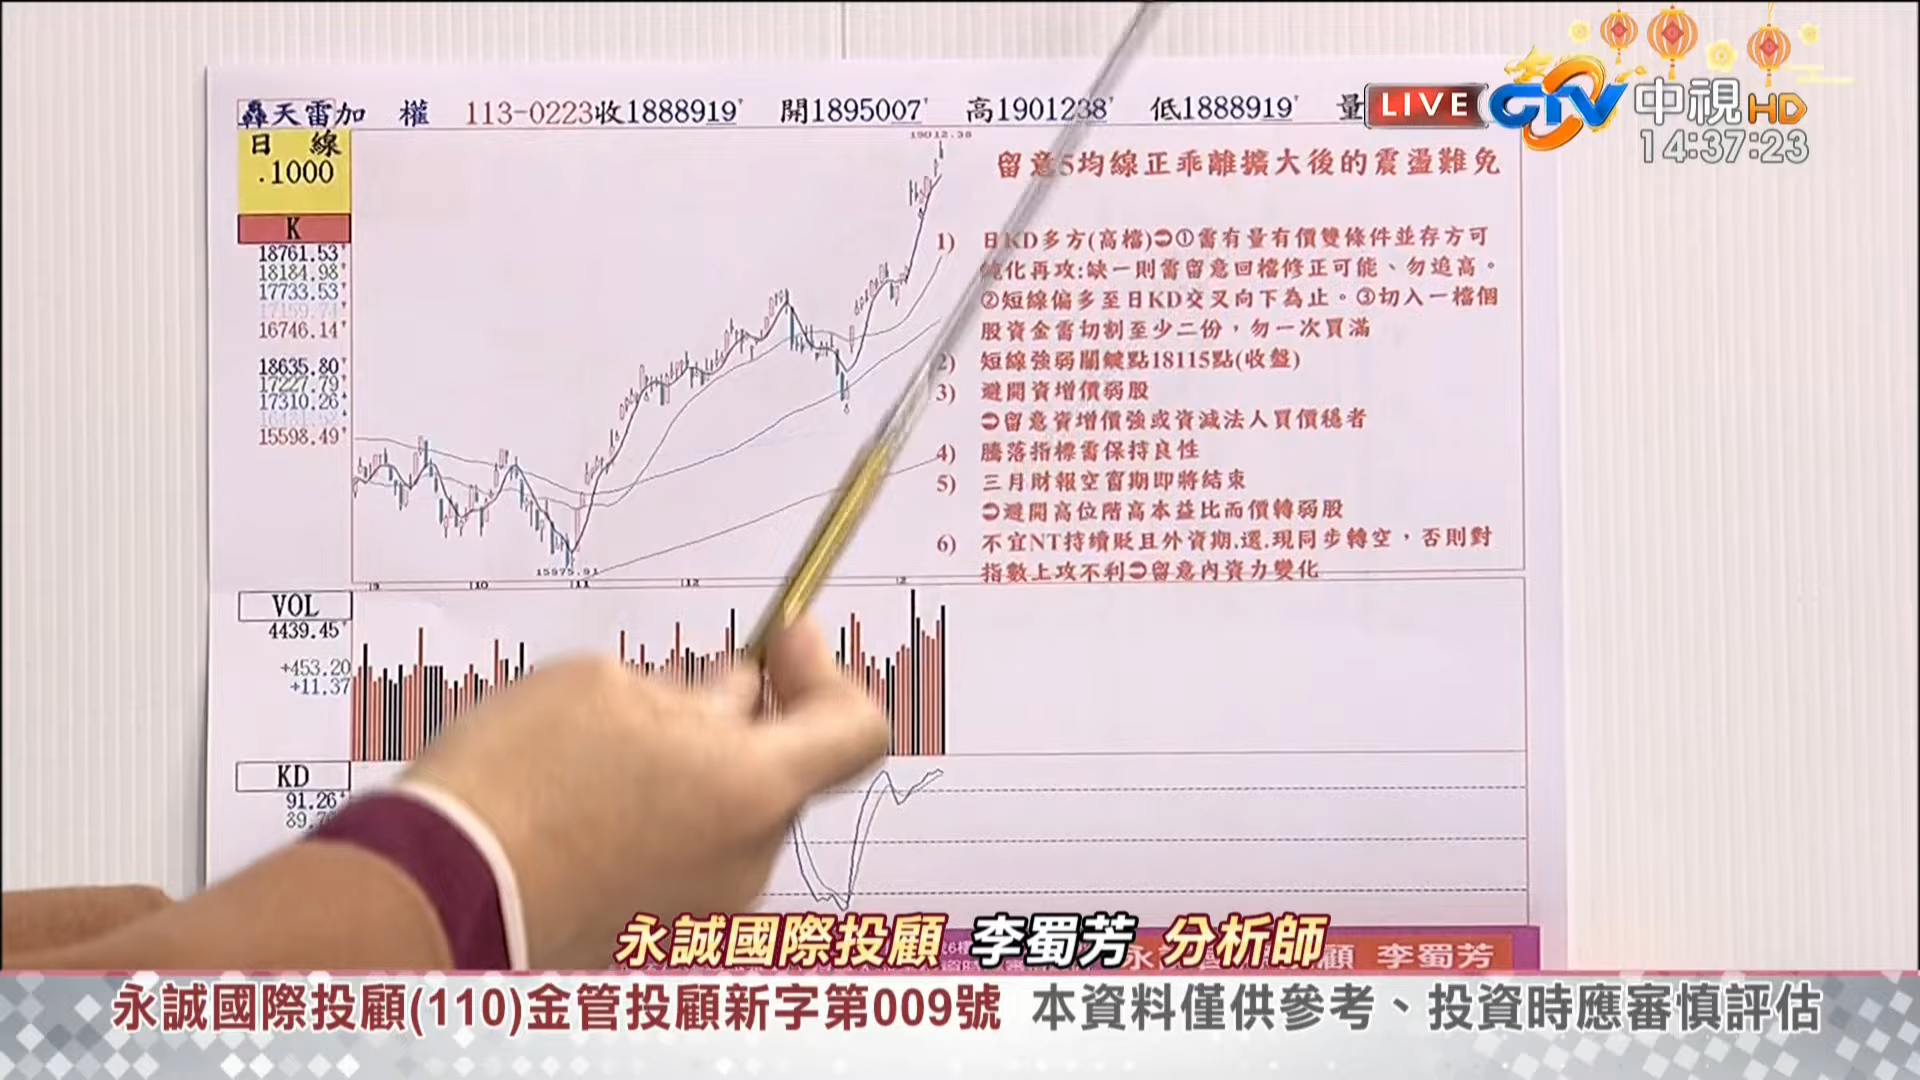 轟天雷加 權 113-0223收1888919 開1895007 高1901238 低1888919 量
LIVE
CTV中視HD
14:37:23
日 線
.1000
K
18761.53
18184.98
17733.53
17159.74
16746.14
18635.80
17227.79
17310.26
15598.49
19012.38
15975.91
9 10 11 12 2
留意5均線正乖離擴大後的震盪難免
1) 日KD多方(高檔)➲①需有量有價雙條件並存方可
化再攻:缺一則需留意回檔修正可能、勿追高。
②短線偏多至日KD交叉向下為止。③切入一檔個
股資金需切割至少二份，勿一次買滿
2) 短線強弱關鍵點18115點(收盤)
3) 避開資增價弱股
➲留意資增價強或資減法人買價穩者
4) 騰落指標需保持良性
5) 三月財報空窗期即將結束
➲避開高位階高本益比而價轉弱股
6) 不宜NT持續貶且外資期.選.現同步轉空，否則對
指數上攻不利➲留意內資力變化
VOL
4439.45
+453.20
+11.37
KD
91.26
永誠國際投顧 李蜀芳 分析師
顧 李蜀芳
永誠國際投顧(110)金管投顧新字第009號 本資料僅供參考、投資時應審慎評估